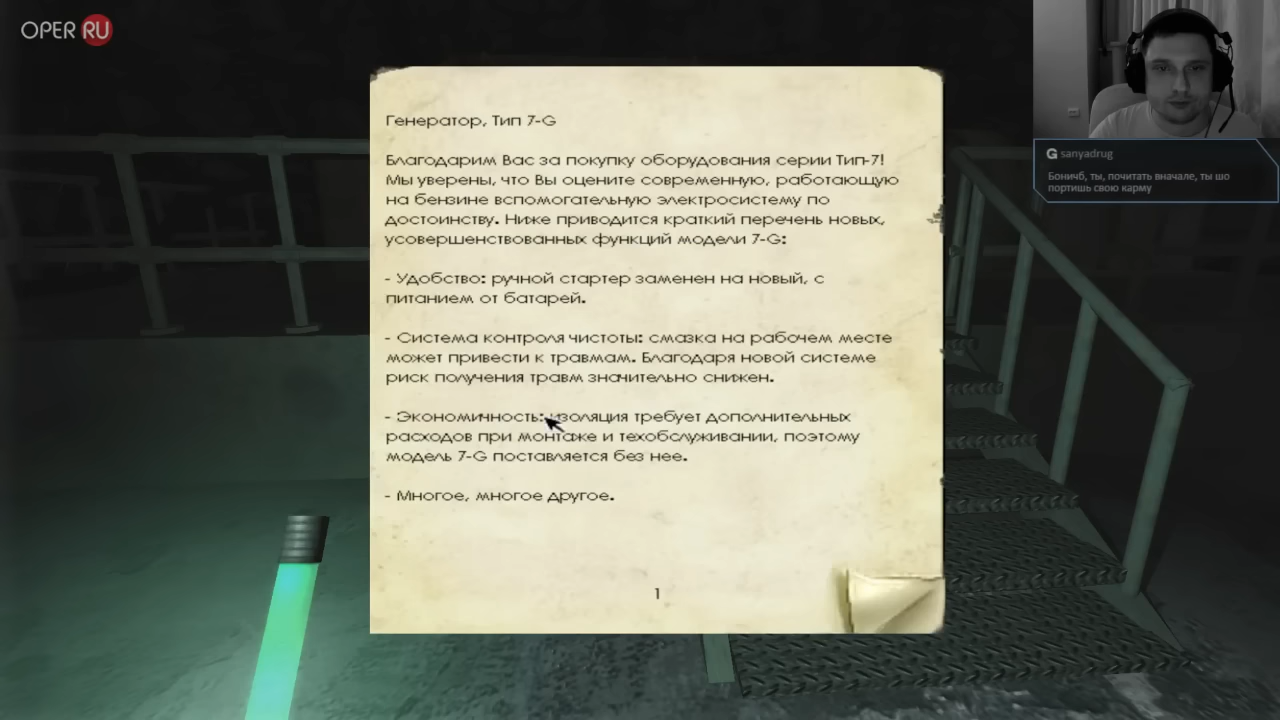 OPER RU
Генератор, Тип 7-G
Благодарим Вас за покупку оборудования серии Тип-7!
Мы уверены, что Вы оцените современную, работающую
на бензине вспомогательную электросистему по
достоинству. Ниже приводится краткий перечень новых,
усовершенствованных функций модели 7-G:
- Удобство: ручной стартер заменен на новый, с
питанием от батарей.
- Система контроля чистоты: смазка на рабочем месте
может привести к травмам. Благодаря новой системе
риск получения травм значительно снижен.
- Экономичность: изоляция требует дополнительных
расходов при монтаже и техобслуживании, поэтому
модель 7-G поставляется без нее.
- Многое, многое другое.
1
G sanyadrug
Боничб, ты, почитать вначале, ты шо
портишь свою карму